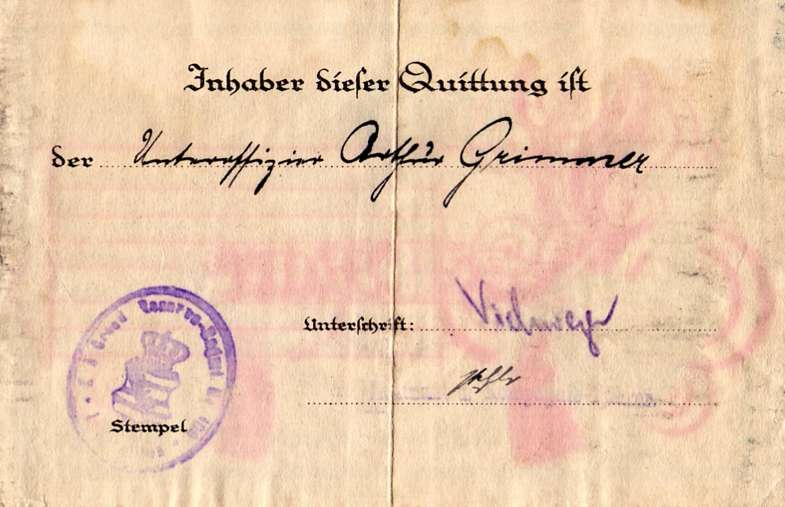 Inhaber dieser Quittung ist
der Unteroffizier Arthur Grimmer
Unterschrift:
Stempel